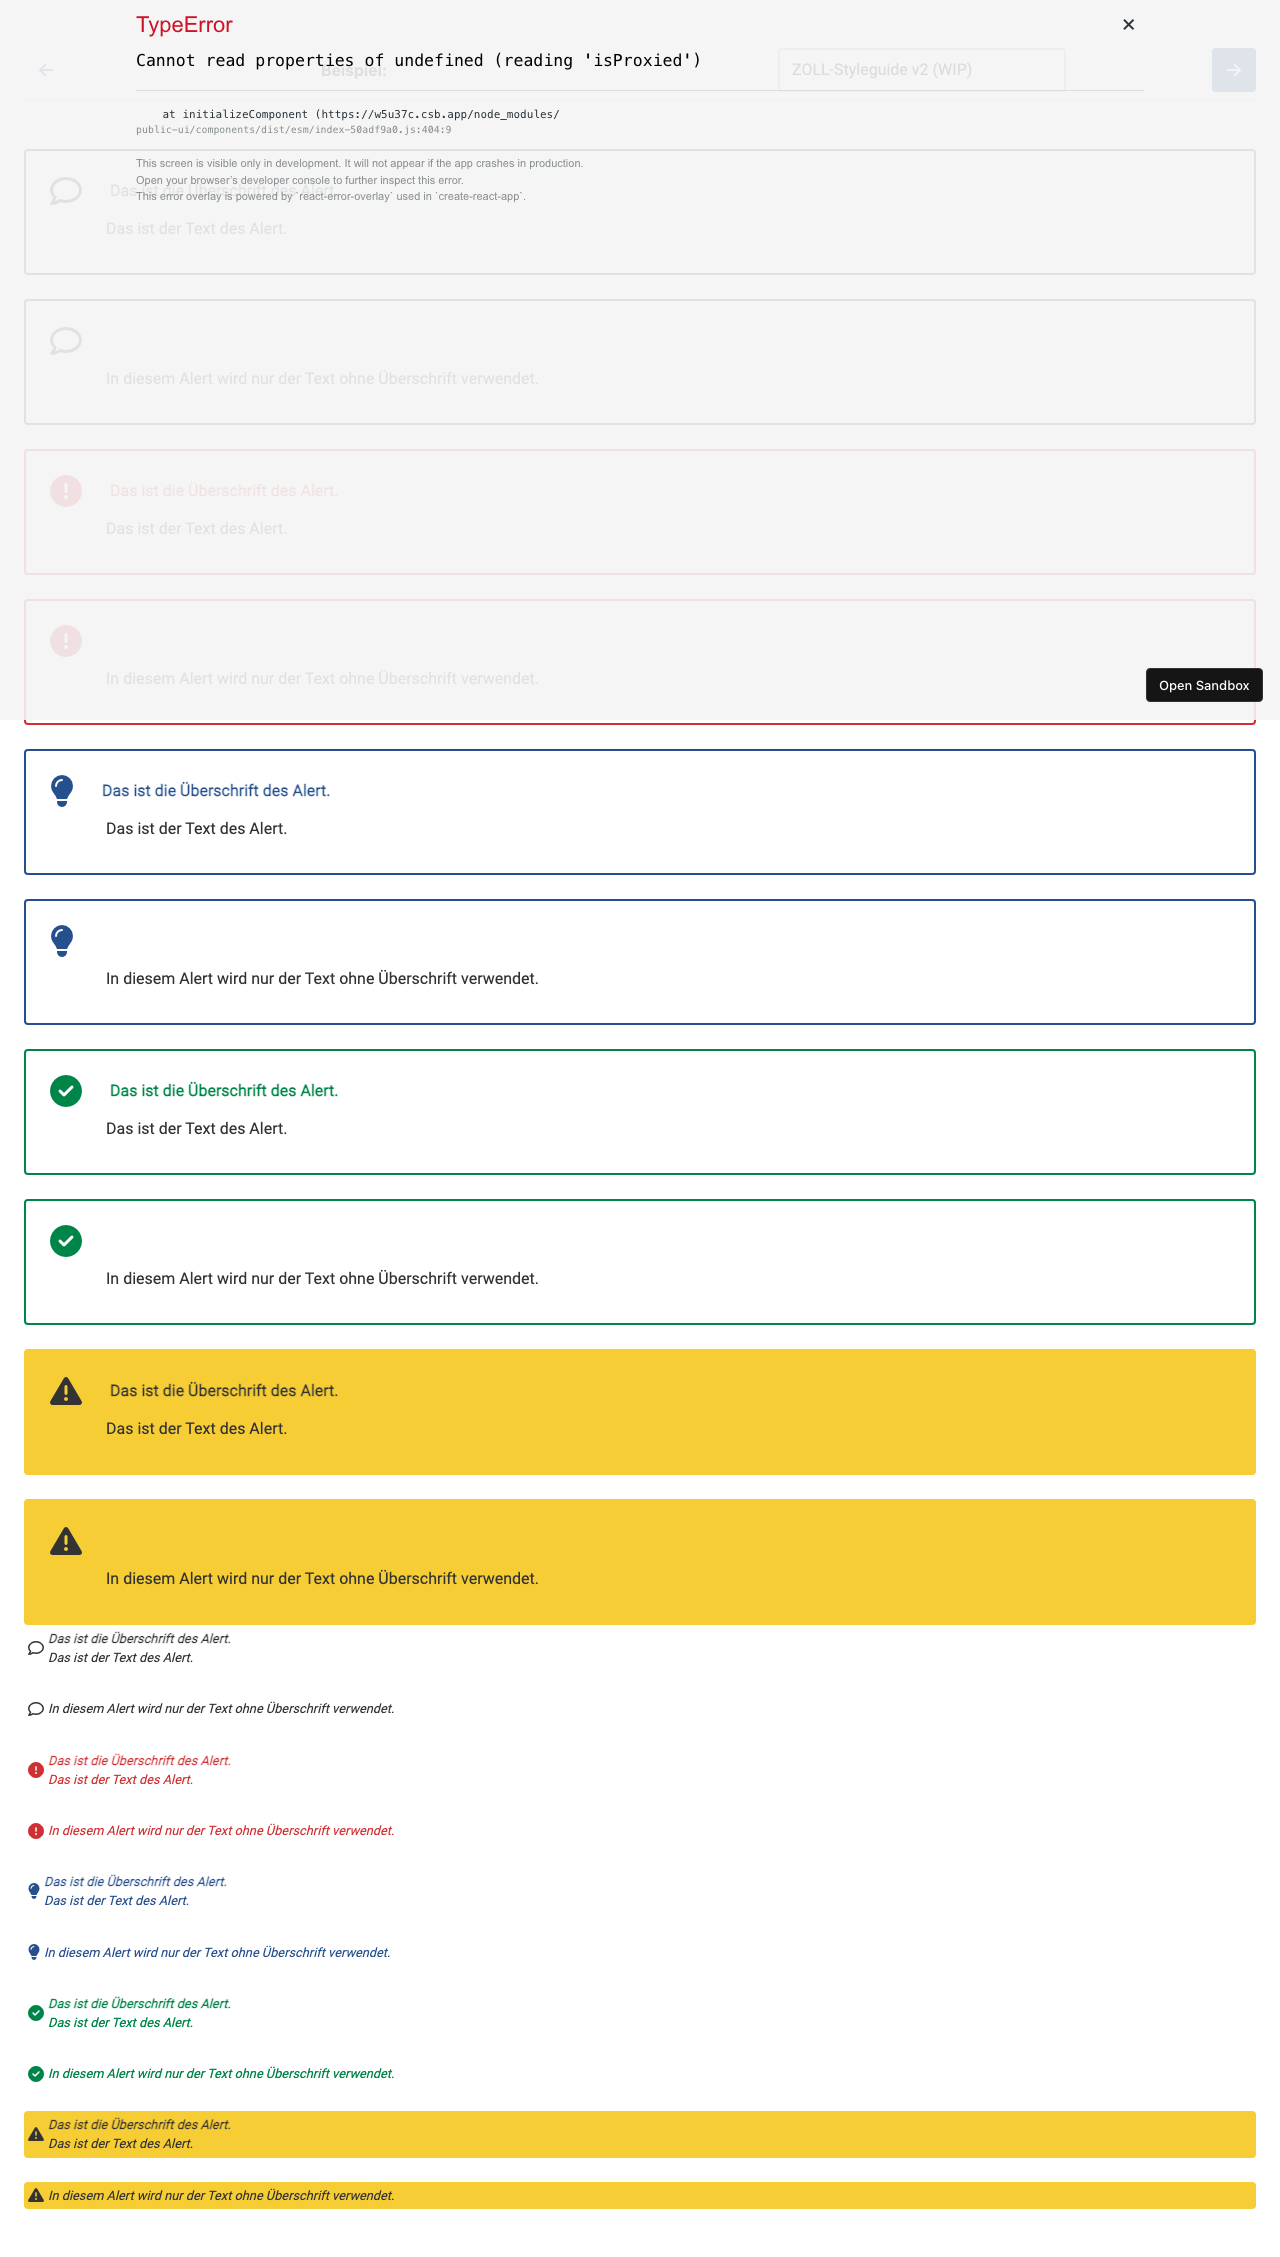 TypeError
Cannot read properties of undefined (reading 'isProxied')
Beispiel:
ZOLL-Styleguide v2 (WIP)
at initializeComponent (https://w5u37c.csb.app/node_modules/
public-ui/components/dist/esm/index-50adf9a0.js:404:9
This screen is visible only in development. It will not appear if the app crashes in production.
Open your browser's developer console to further inspect this error.
Das ist die Überschrift des Alert.
This error overlay is powered by `react-error-overlay` used in `create-react-app`.
Das ist der Text des Alert.
In diesem Alert wird nur der Text ohne Überschrift verwendet.
Das ist die Überschrift des Alert.
Das ist der Text des Alert.
In diesem Alert wird nur der Text ohne Überschrift verwendet.
Open Sandbox
Das ist die Überschrift des Alert.
Das ist der Text des Alert.
In diesem Alert wird nur der Text ohne Überschrift verwendet.
Das ist die Überschrift des Alert.
Das ist der Text des Alert.
In diesem Alert wird nur der Text ohne Überschrift verwendet.
Das ist die Überschrift des Alert.
Das ist der Text des Alert.
In diesem Alert wird nur der Text ohne Überschrift verwendet.
Das ist die Überschrift des Alert.
Das ist der Text des Alert.
In diesem Alert wird nur der Text ohne Überschrift verwendet.
Das ist die Überschrift des Alert.
Das ist der Text des Alert.
In diesem Alert wird nur der Text ohne Überschrift verwendet.
Das ist die Überschrift des Alert.
Das ist der Text des Alert.
In diesem Alert wird nur der Text ohne Überschrift verwendet.
Das ist die Überschrift des Alert.
Das ist der Text des Alert.
In diesem Alert wird nur der Text ohne Überschrift verwendet.
Das ist die Überschrift des Alert.
Das ist der Text des Alert.
In diesem Alert wird nur der Text ohne Überschrift verwendet.